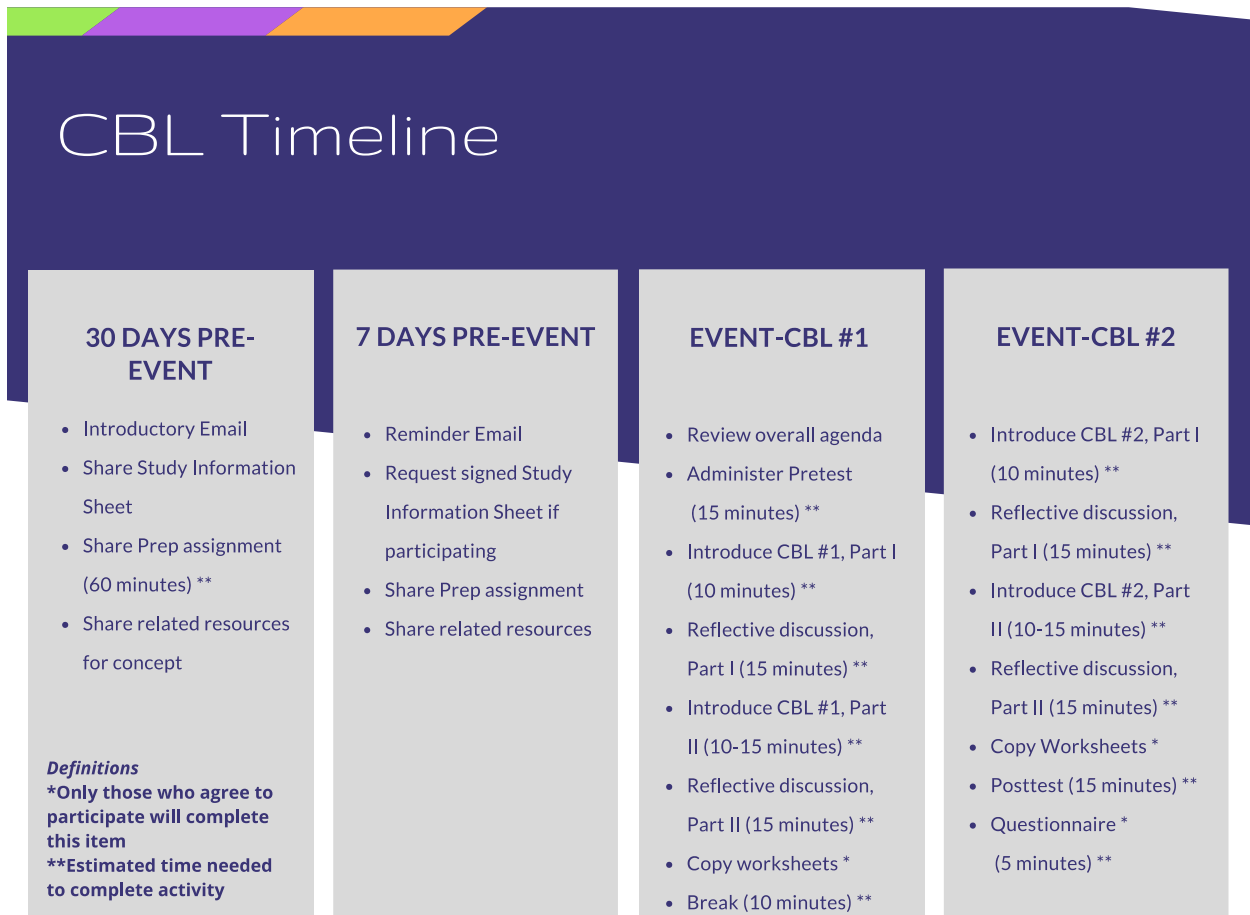 CBL Timeline
30 DAYS PRE-
EVENT
• Introductory Email
• Share Study Information
Sheet
• Share Prep assignment
(60 minutes) **
• Share related resources
for concept
Definitions
*Only those who agree to
participate will complete
this item
**Estimated time needed
to complete activity
7 DAYS PRE-EVENT
• Reminder Email
• Request signed Study
Information Sheet if
participating
• Share Prep assignment
• Share related resources
EVENT-CBL #1
• Review overall agenda
• Administer Pretest
(15 minutes) **
• Introduce CBL #1, Part I
(10 minutes) **
• Reflective discussion,
Part I (15 minutes) **
• Introduce CBL #1, Part
II (10-15 minutes) **
• Reflective discussion,
Part II (15 minutes) **
• Copy worksheets *
• Break (10 minutes) **
EVENT-CBL #2
• Introduce CBL #2, Part I
(10 minutes) **
• Reflective discussion,
Part I (15 minutes) **
• Introduce CBL #2, Part
II (10-15 minutes) **
• Reflective discussion,
Part II (15 minutes) **
• Copy Worksheets *
• Posttest (15 minutes) **
• Questionnaire *
(5 minutes) **